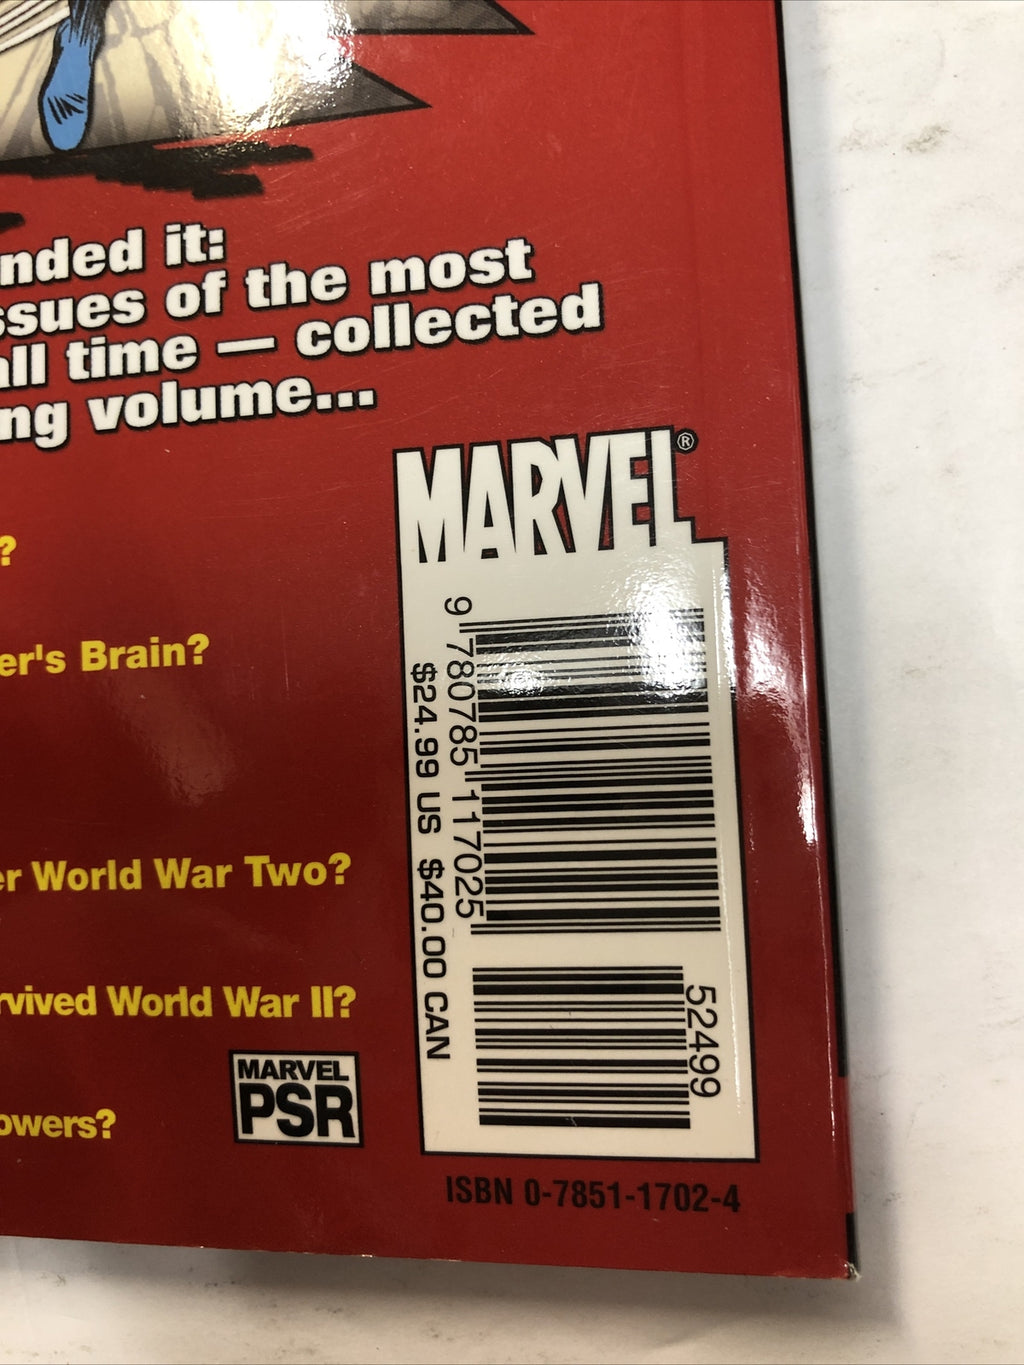 nded it:
ssues of the most
all time — collected
ng volume...
MARVEL®
?
er's Brain?
er World War Two?
rvived World War II?
owers?
9 780785 117025
$24.99 US $40.00 CAN
52499
MARVEL
PSR
ISBN 0-7851-1702-4